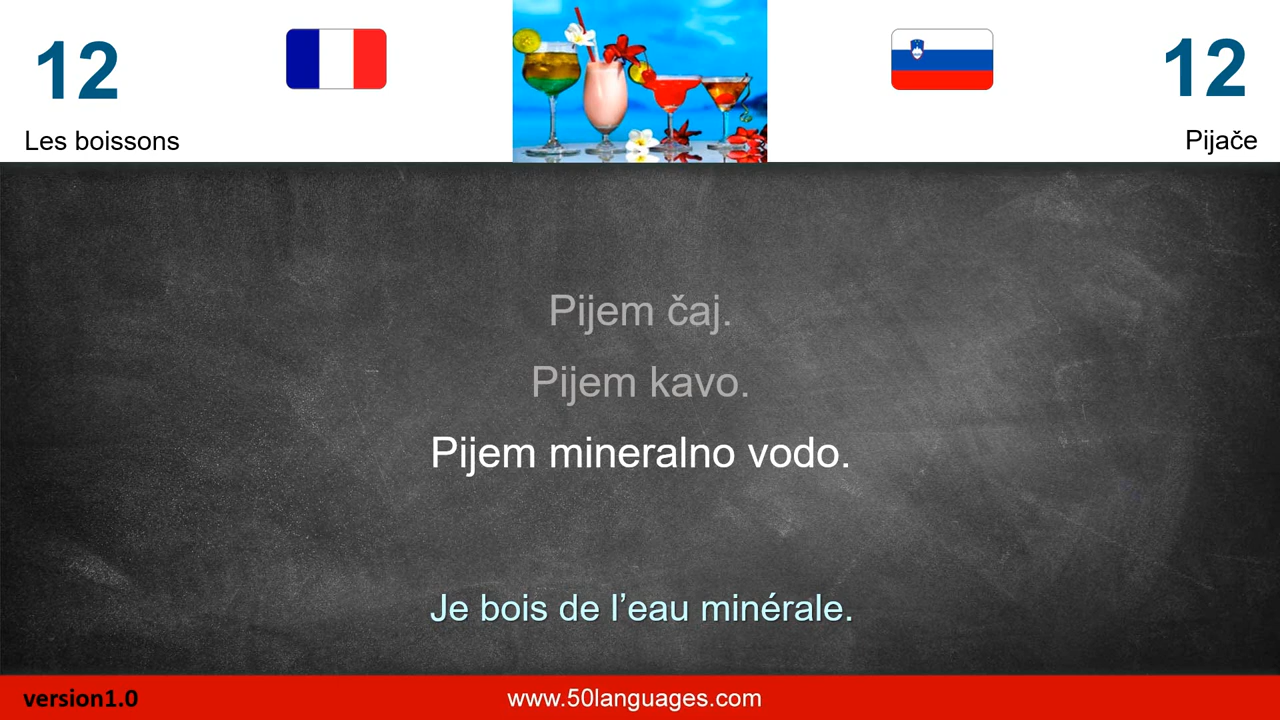 12
12
Les boissons
Pijače
Pijem čaj.
Pijem kavo.
Pijem mineralno vodo.
Je bois de l’eau minérale.
version1.0
www.50languages.com